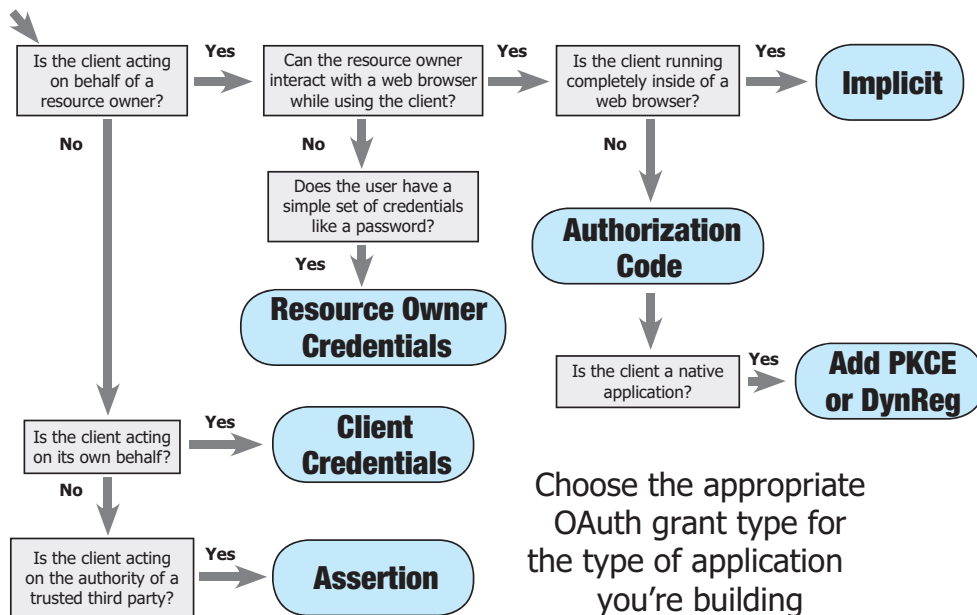 Is the client acting
on behalf of a
resource owner?
Yes
Can the resource owner
interact with a web browser
while using the client?
Yes
Is the client running
completely inside of a
web browser?
Yes
Implicit
No
No
No
Does the user have a
simple set of credentials
like a password?
Authorization
Code
Yes
Resource Owner
Credentials
Is the client a native
application?
Yes
Add PKCE
or DynReg
Is the client acting
on its own behalf?
Yes
Client
Credentials
No
Is the client acting
on the authority of a
trusted third party?
Yes
Assertion
Choose the appropriate
OAuth grant type for
the type of application
you're building